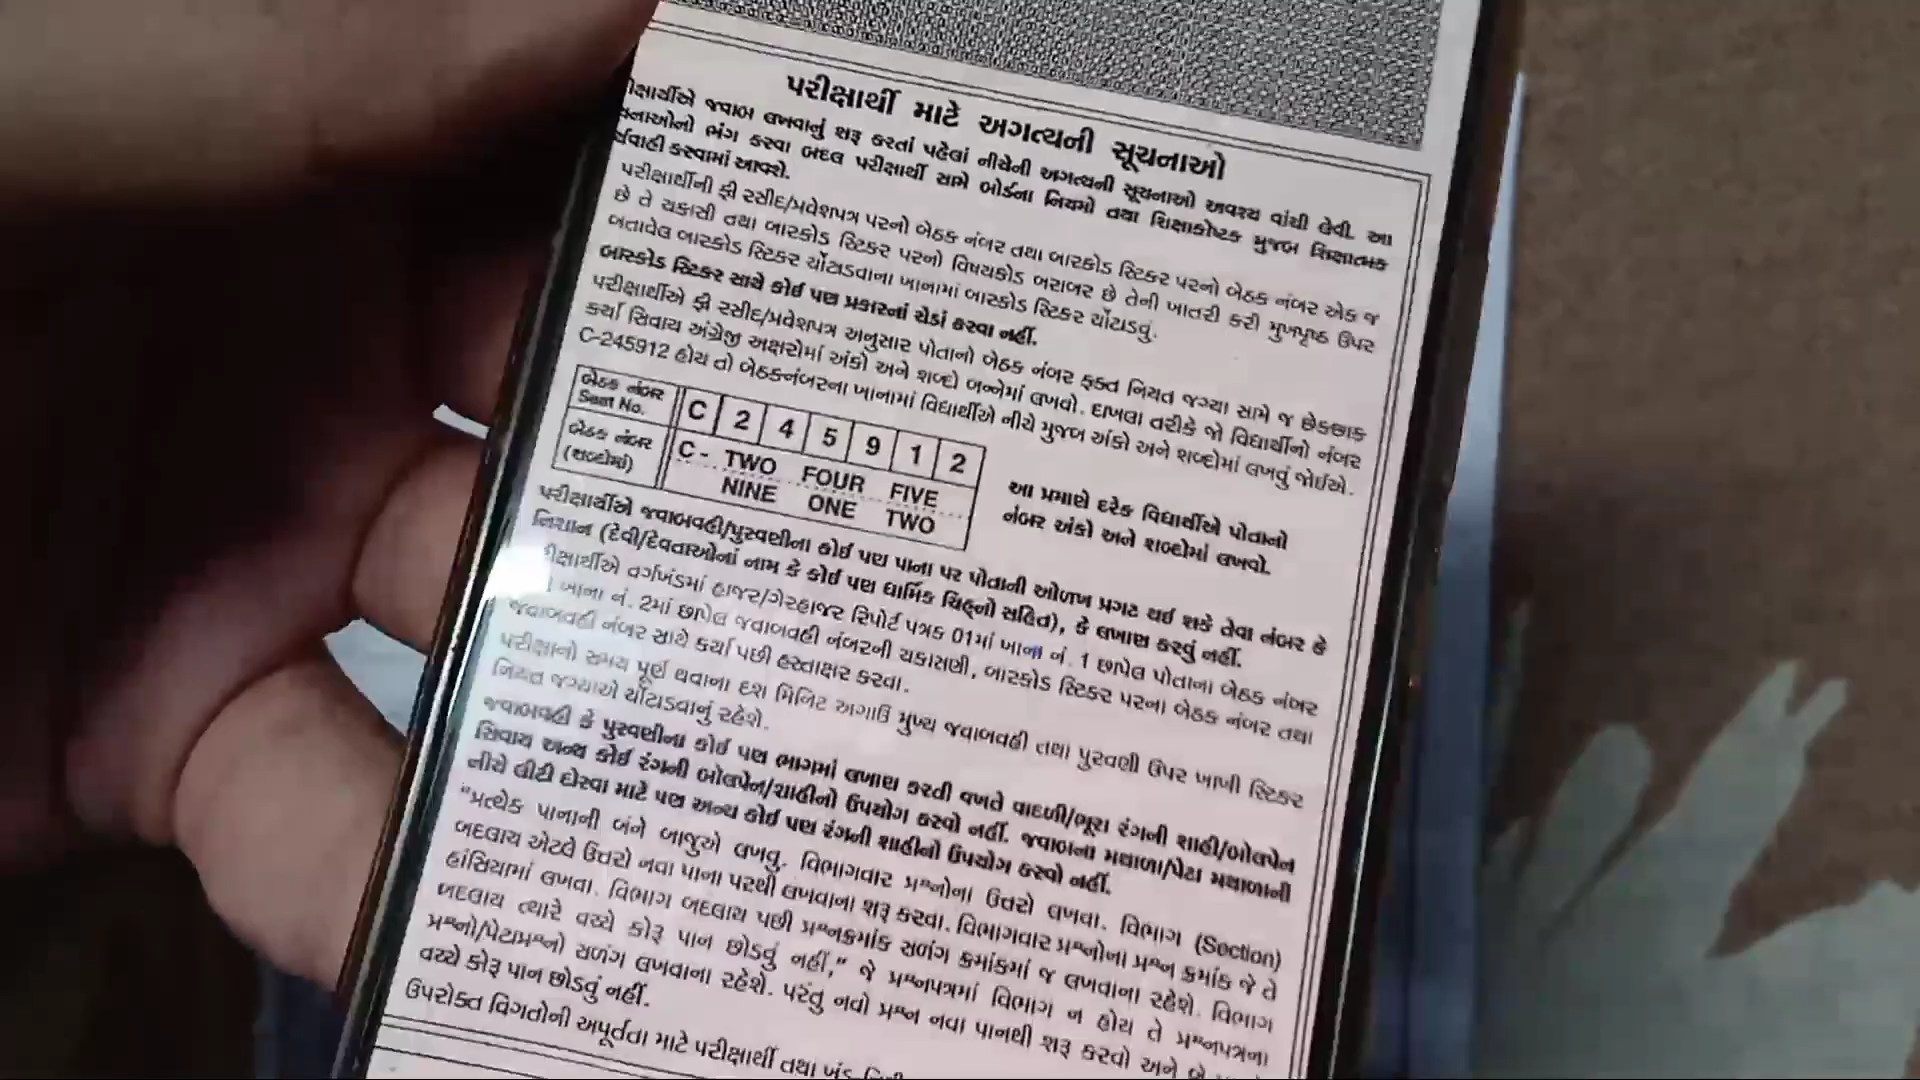 પરીક્ષાર્થી માટે અગત્યની સૂચનાઓ
જવાબ લખવાનું શરૂ કરતાં પહેલાં નીચેની અગત્યની સૂચનાઓ અવશ્ય વાંચી લેવી. આ
ભંગ કરવા બદલ પરીક્ષાર્થી સામે બોર્ડના નિયમો તથા શિક્ષાકોષ્ટક મુજબ શિક્ષાત્મક
કરવામાં આવશે.
પરીક્ષાર્થીની ફી રસીદ/પ્રવેશપત્ર પરનો બેઠક નંબર તથા બારકોડ સ્ટિકર પરનો બેઠક નંબર એક જ
છે તે ચકાસી તથા બારકોડ સ્ટિકર પરનો વિષયકોડ બરાબર છે તેની ખાતરી કરી મુખપૃષ્ઠ ઉપર
બતાવેલ બારકોડ સ્ટિકર ચોંટાડવાના ખાનામાં બારકોડ સ્ટિકર ચોંટાડવું.
બારકોડ સ્ટિકર સાથે કોઈ પણ પ્રકારનાં ચેડાં કરવા નહીં.
પરીક્ષાર્થીએ ફી રસીદ/પ્રવેશપત્ર અનુસાર પોતાનો બેઠક નંબર ફક્ત નિયત જગ્યા સામે જ છેકછાક
કર્યા સિવાય અંગ્રેજી અક્ષરોમાં અંકો અને શબ્દો બન્નેમાં લખવો. દાખલા તરીકે જો વિદ્યાર્થીનો નંબર
C-245912 હોય તો બેઠકનંબરના ખાનામાં વિદ્યાર્થીએ નીચે મુજબ અંકો અને શબ્દોમાં લખવું જોઈએ.
બેઠક નંબર
Seat No. C 2 4 5 9 1 2
બેઠક નંબર
(શબ્દોમાં) C - TWO FOUR FIVE
NINE ONE TWO
આ પ્રમાણે દરેક વિદ્યાર્થીએ પોતાનો
નંબર અંકો અને શબ્દોમાં લખવો.
પરીક્ષાર્થીએ જવાબવહી/પુરવણીના કોઈ પણ પાના પર પોતાની ઓળખ પ્રગટ થઈ શકે તેવા નંબર કે
નિશાન (દેવી/દેવતાઓનાં નામ કે કોઈ પણ ધાર્મિક ચિહ્નો સહિત), કે લખાણ કરવું નહીં.
વર્ગખંડમાં હાજર/ગેરહાજર રિપોર્ટ પત્રક 01માં ખાના નં. 1 છાપેલ પોતાના બેઠક નંબર
ખાના નં. 2માં છાપેલ જવાબવહી નંબરની ચકાસણી, બારકોડ સ્ટિકર પરના બેઠક નંબર તથા
જવાબવહી નંબર સાથે કર્યા પછી હસ્તાક્ષર કરવા.
પરીક્ષાનો સમય પૂર્ણ થવાના દશ મિનિટ અગાઉ મુખ્ય જવાબવહી તથા પુરવણી ઉપર ખાખી સ્ટિકર
નિયત જગ્યાએ ચોંટાડવાનું રહેશે.
જવાબવહી કે પુરવણીના કોઈ પણ ભાગમાં લખાણ કરતી વખતે વાદળી/ભૂરા રંગની શાહી/બોલપેન
સિવાય અન્ય કોઈ રંગની બોલપેન/શાહીનો ઉપયોગ કરવો નહીં. જવાબના મથાળા/પેટા મથાળાની
નીચે લીટી દોરવા માટે પણ અન્ય કોઈ પણ રંગની શાહીનો ઉપયોગ કરવો નહીં.
"પ્રત્યેક પાનાની બંને બાજુએ લખવું. વિભાગવાર પ્રશ્નોના ઉત્તરો લખવા. વિભાગ (Section)
બદલાય એટલે ઉત્તરો નવા પાના પરથી લખવાના શરૂ કરવા. વિભાગવાર પ્રશ્નોના પ્રશ્ન ક્રમાંક જે તે
હાંસિયામાં લખવા. વિભાગ બદલાય પછી પ્રશ્નક્રમાંક સળંગ ક્રમાંકમાં જ લખવાના રહેશે. વિભાગ
બદલાય ત્યારે વચ્ચે કોરૂ પાન છોડવું નહીં," જે પ્રશ્નપત્રમાં વિભાગ ન હોય તે પ્રશ્નપત્રના
પ્રશ્નો/પેટાપ્રશ્નો સળંગ લખવાના રહેશે. પરંતુ નવો પ્રશ્ન નવા પાનથી શરૂ કરવો અને બે
વચ્ચે કોરૂ પાન છોડવું નહીં.
ઉપરોક્ત વિગતોની અપૂર્તતા માટે પરીક્ષાર્થી તથા ખંડ